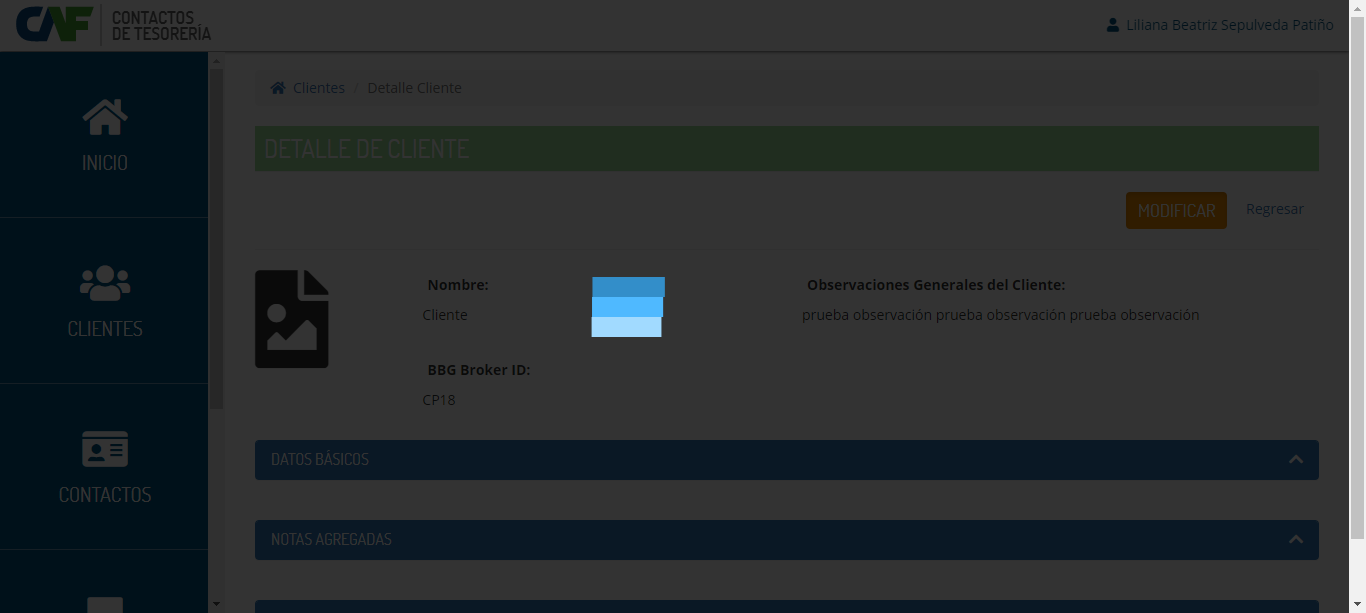 CAF
CONTACTOS
DE TESORERÍA
Liliana Beatriz Sepulveda Patiño
INICIO
CLIENTES
CONTACTOS
Clientes / Detalle Cliente
DETALLE DE CLIENTE
MODIFICAR
Regresar
Nombre:
Cliente
Observaciones Generales del Cliente:
prueba observación prueba observación prueba observación
BBG Broker ID:
CP18
DATOS BÁSICOS
NOTAS AGREGADAS